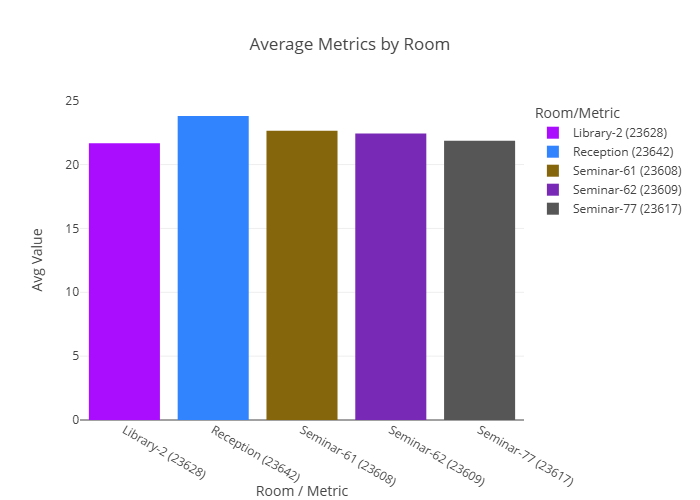 Average Metrics by Room
Avg Value
25
20
15
10
5
0
Library-2 (23628)
Reception (23642)
Seminar-61 (23608)
Seminar-62 (23609)
Seminar-77 (23617)
Room / Metric
Room/Metric
Library-2 (23628)
Reception (23642)
Seminar-61 (23608)
Seminar-62 (23609)
Seminar-77 (23617)